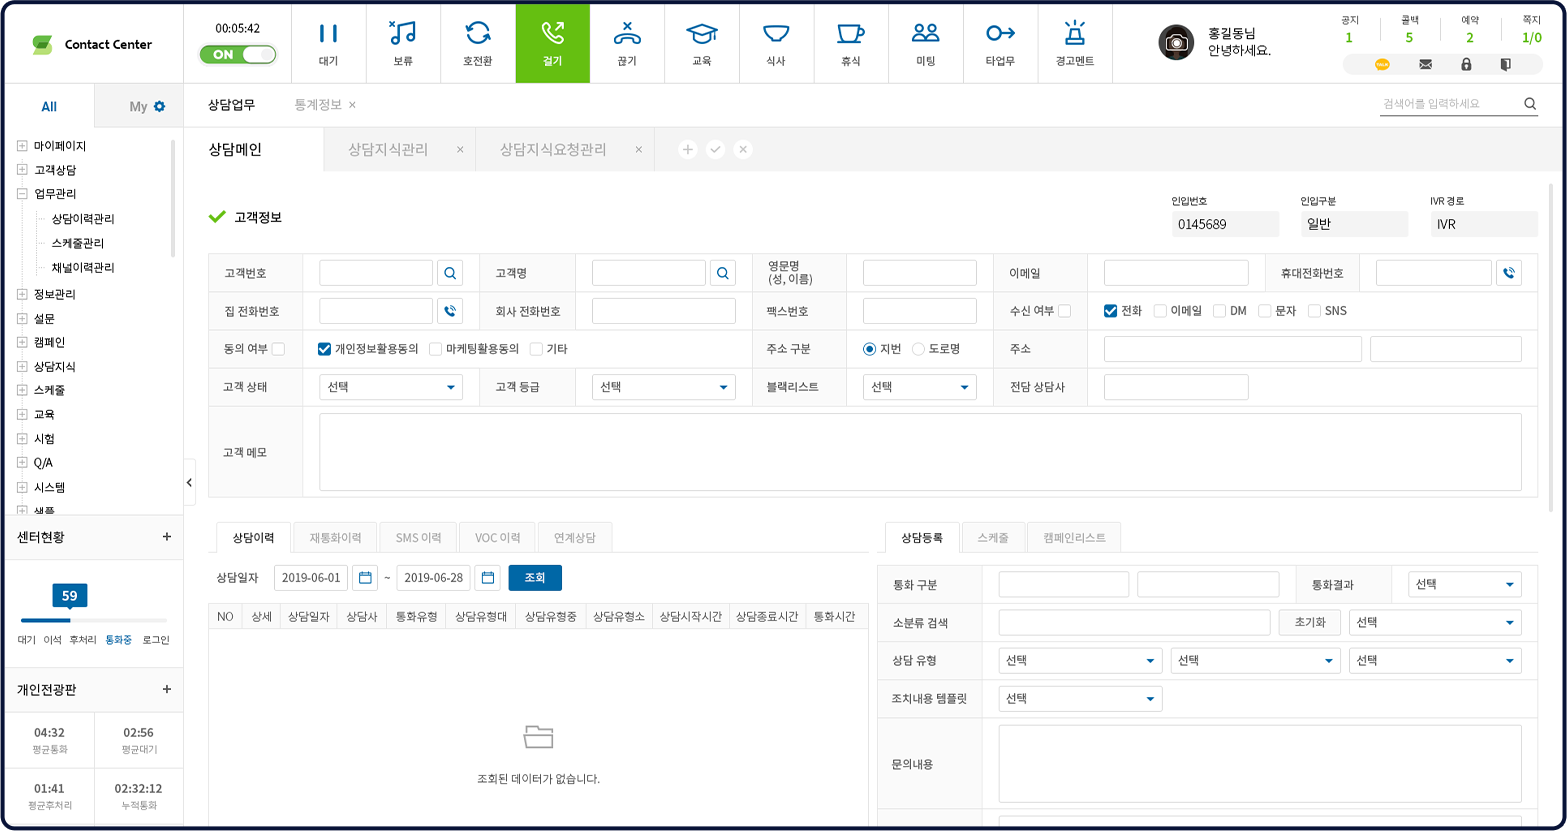 Contact Center
00:05:42
ON
대기
보류
호전환
걸기
끊기
교육
식사
휴식
미팅
타업무
경고멘트
홍길동님
안녕하세요.
공지 콜백 예약 쪽지
1 5 2 1/0
All
My
상담업무
통계정보 ×
검색어를 입력하세요
마이페이지
고객상담
업무관리
상담이력관리
스케줄관리
채널이력관리
정보관리
설문
캠페인
상담지식
스케줄
교육
시험
Q/A
시스템
샘플
센터현황 +
59
대기 이석 후처리 통화중 로그인
개인전광판 +
04:32 02:56
평균통화 평균대기
01:41 02:32:12
평균후처리 누적통화
상담메인
상담지식관리 ×
상담지식요청관리 ×
고객정보
인입번호 인입구분 IVR 경로
0145689 일반 IVR
고객번호 고객명 영문명
(성, 이름)
이메일 휴대전화번호
집 전화번호 회사 전화번호 팩스번호 수신 여부 전화 이메일 DM 문자 SNS
동의 여부 개인정보활용동의 마케팅활용동의 기타 주소 구분 지번 도로명 주소
고객 상태 선택 고객 등급 선택 블랙리스트 선택 전담 상담사
고객 메모
상담이력 재통화이력 SMS 이력 VOC 이력 연계상담
상담일자 2019-06-01 ~ 2019-06-28 조회
NO 상세 상담일자 상담사 통화유형 상담유형대 상담유형중 상담유형소 상담시작시간 상담종료시간 통화시간
조회된 데이터가 없습니다.
상담등록 스케줄 캠페인리스트
통화 구분 통화결과 선택
소분류 검색 초기화 선택
상담 유형 선택 선택 선택
조치내용 템플릿 선택
문의내용